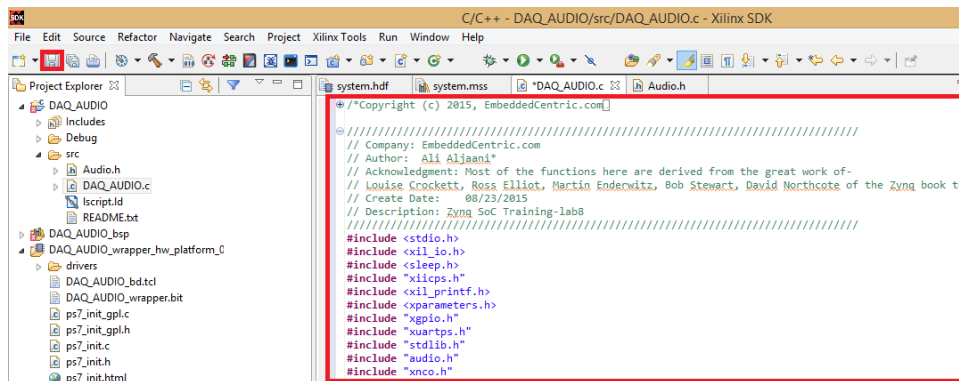 SDK
C/C++ - DAQ_AUDIO/src/DAQ_AUDIO.c - Xilinx SDK
File Edit Source Refactor Navigate Search Project Xilinx Tools Run Window Help
Project Explorer
DAQ_AUDIO
Includes
Debug
src
Audio.h
DAQ_AUDIO.c
lscript.ld
README.txt
DAQ_AUDIO_bsp
DAQ_AUDIO_wrapper_hw_platform_0
drivers
DAQ_AUDIO_bd.tcl
DAQ_AUDIO_wrapper.bit
ps7_init_gpl.c
ps7_init_gpl.h
ps7_init.c
ps7_init.h
ps7_init.html
system.hdf system.mss *DAQ_AUDIO.c Audio.h
/*Copyright (c) 2015, EmbeddedCentric.com
//////////////////////////////////////////////////////////////////////////////////
// Company: EmbeddedCentric.com
// Author: Ali Aljaani*
// Acknowledgment: Most of the functions here are derived from the great work of-
// Louise Crockett, Ross Elliot, Martin Enderwitz, Bob Stewart, David Northcote of the Zynq book t
// Create Date: 08/23/2015
// Description: Zynq SoC Training-lab8
//////////////////////////////////////////////////////////////////////////////////
#include <stdio.h>
#include <xil_io.h>
#include <sleep.h>
#include "xiicps.h"
#include <xil_printf.h>
#include <xparameters.h>
#include "xgpio.h"
#include "xuartps.h"
#include "stdlib.h"
#include "audio.h"
#include "xnco.h"